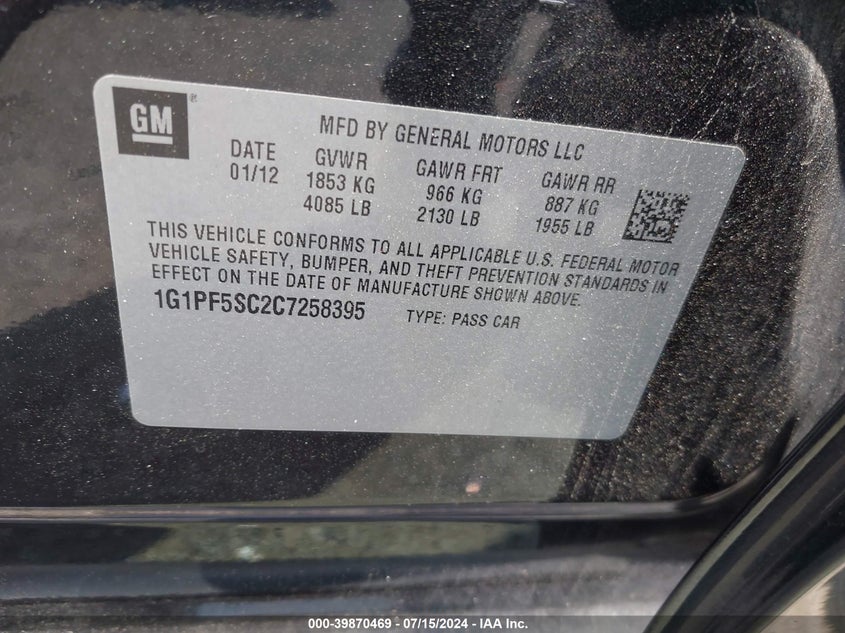 GM®
MFD BY GENERAL MOTORS LLC
DATE GVWR GAWR FRT GAWR RR
01/12 1853 KG 966 KG 887 KG
4085 LB 2130 LB 1955 LB
THIS VEHICLE CONFORMS TO ALL APPLICABLE U.S. FEDERAL MOTOR
VEHICLE SAFETY, BUMPER, AND THEFT PREVENTION STANDARDS IN
EFFECT ON THE DATE OF MANUFACTURE SHOWN ABOVE.
1G1PF5SC2C7258395 TYPE: PASS CAR
000-39870469 - 07/15/2024 - IAA Inc.